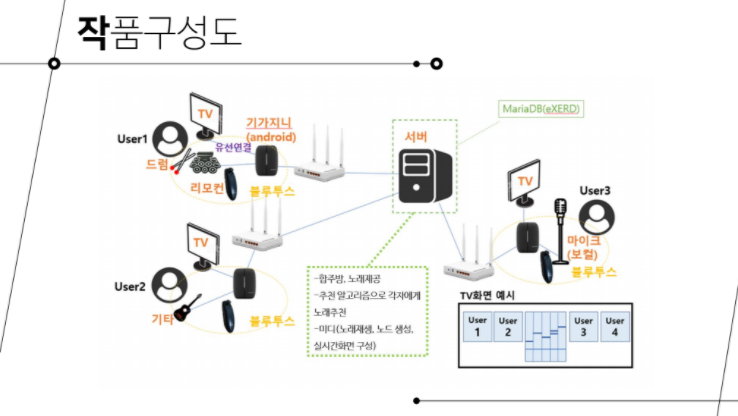 작품구성도
MariaDB(eXERD)
TV
기가지니
(android)
서버
User1
유선연결
드럼
리모컨
블루투스
TV
User3
마이크
(보컬)
블루투스
TV
User2
기타
블루투스
-합주방, 노래제공
-추천 알고리즘으로 각자에게
노래추천
-미디(노래재생, 노드 생성,
실시간화면 구성)
TV화면 예시
User 1
User 2
User 3
User 4